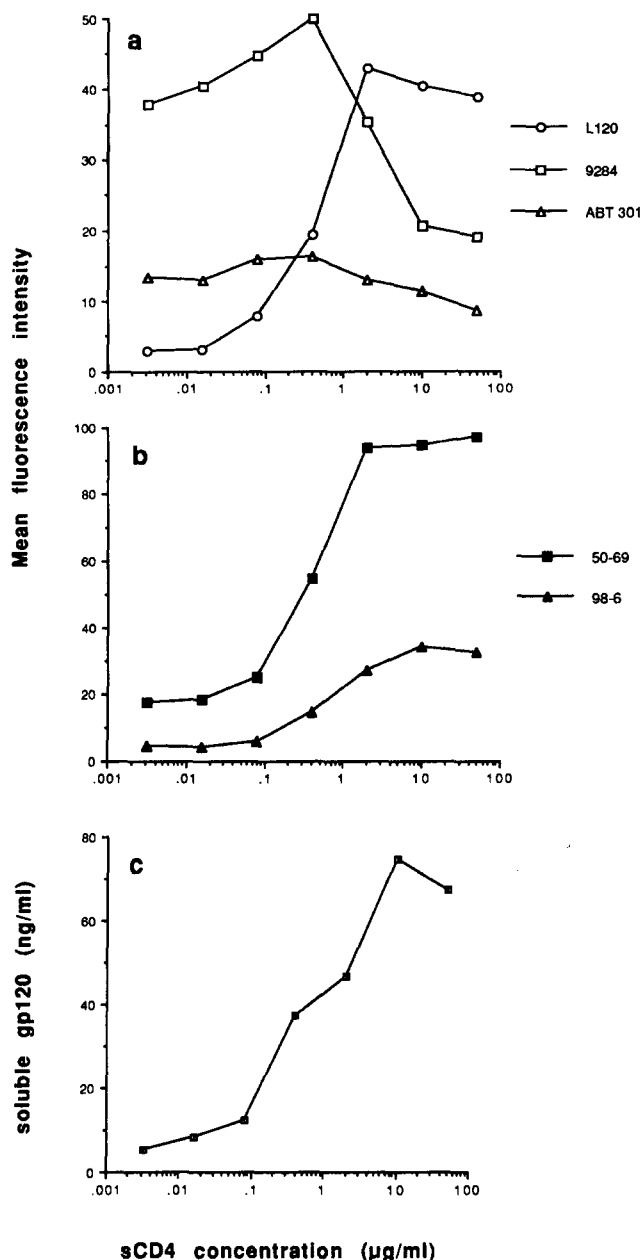 a
50
40
30
20
10
0
.001 .01 .1 1 10 100
L120
9284
ABT 301
Mean fluorescence intensity
b
100
80
60
40
20
0
.001 .01 .1 1 10 100
50-69
98-6
c
80
60
40
20
0
.001 .01 .1 1 10 100
soluble gp120 (ng/ml)
sCD4 concentration (µg/ml)